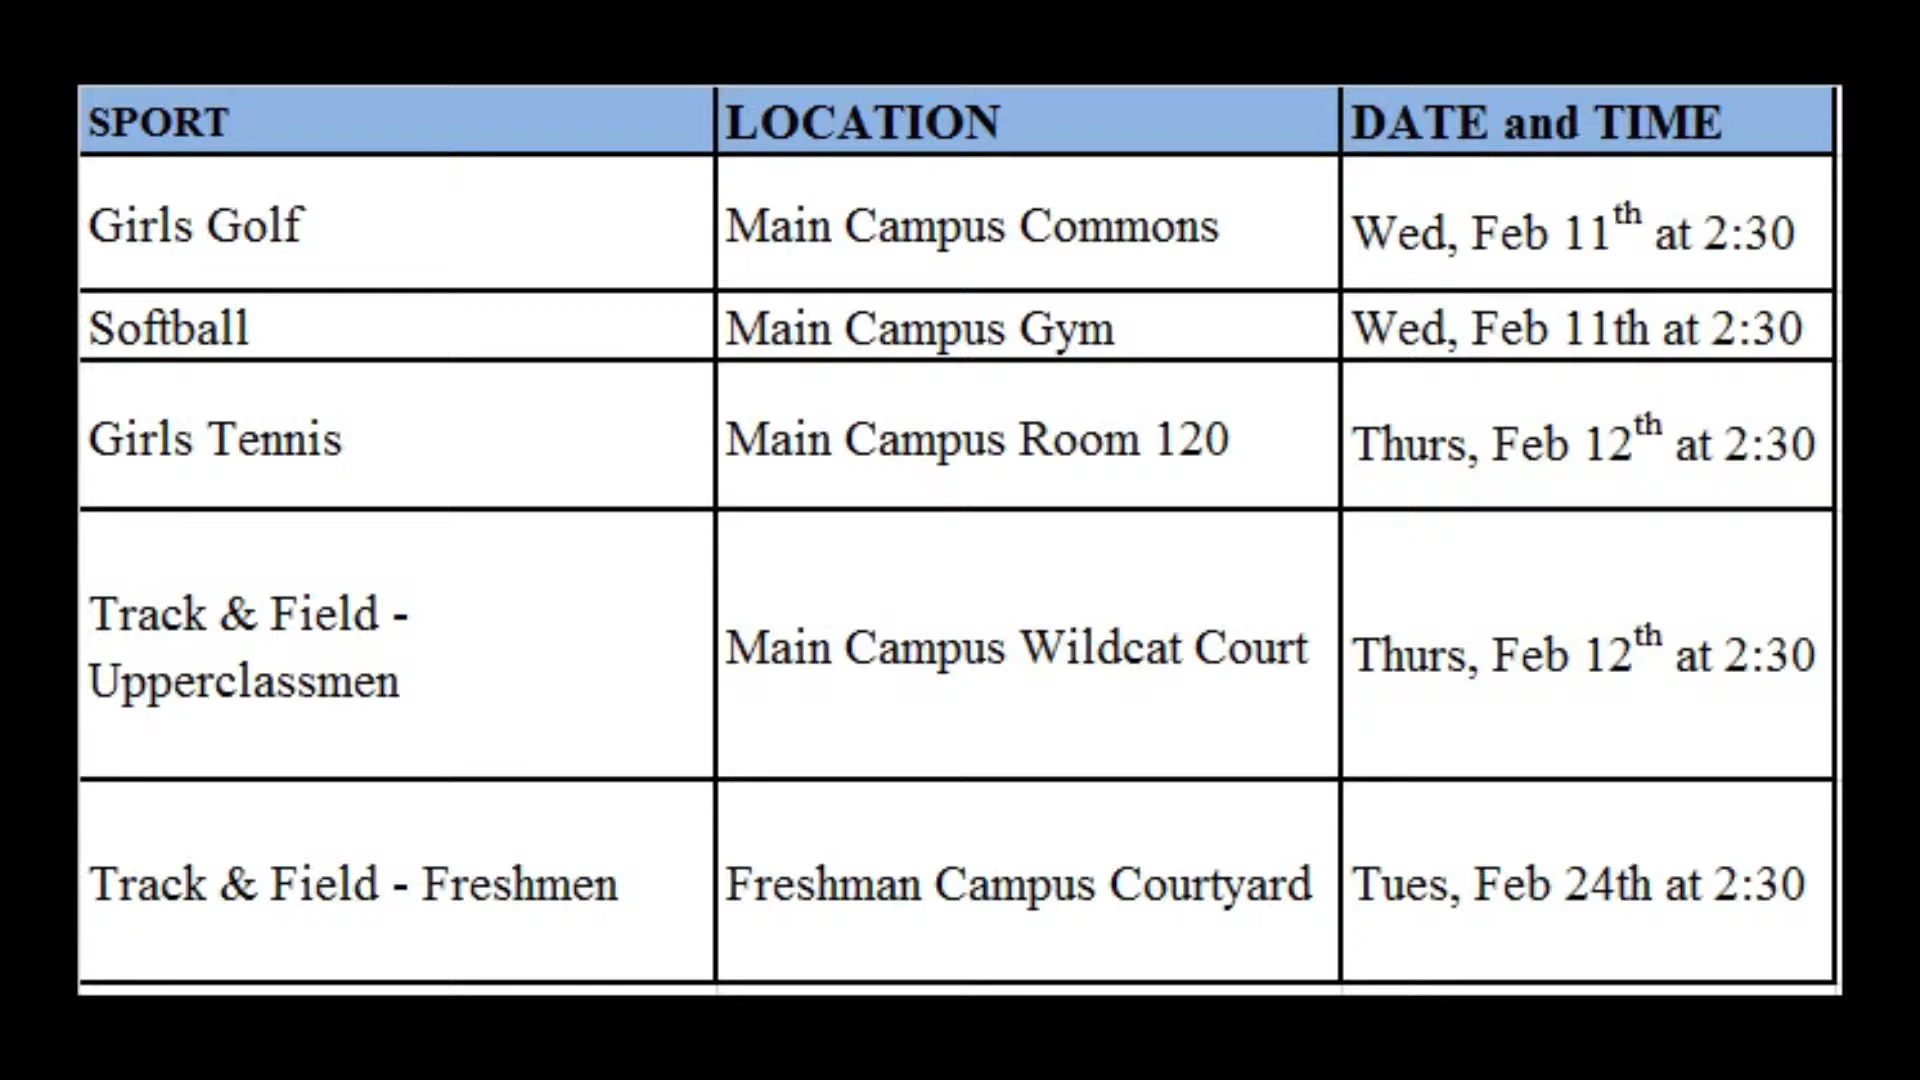 SPORT LOCATION DATE and TIME
Girls Golf Main Campus Commons Wed, Feb 11th at 2:30
Softball Main Campus Gym Wed, Feb 11th at 2:30
Girls Tennis Main Campus Room 120 Thurs, Feb 12th at 2:30
Track & Field -
Upperclassmen
Main Campus Wildcat Court Thurs, Feb 12th at 2:30
Track & Field - Freshmen Freshman Campus Courtyard Tues, Feb 24th at 2:30